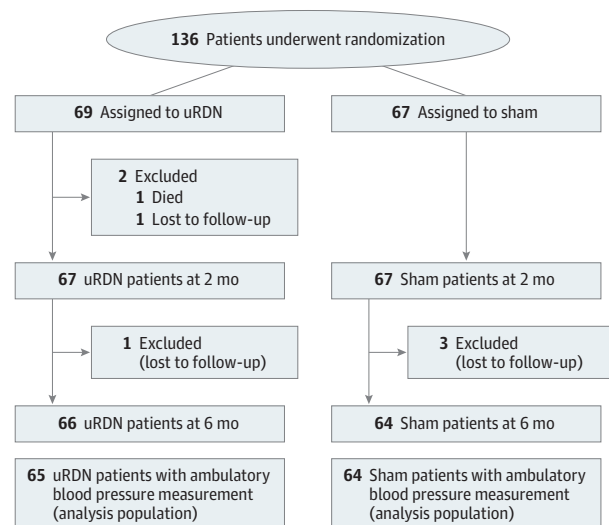 136 Patients underwent randomization
69 Assigned to uRDN
67 Assigned to sham
2 Excluded
1 Died
1 Lost to follow-up
67 uRDN patients at 2 mo
67 Sham patients at 2 mo
1 Excluded
(lost to follow-up)
3 Excluded
(lost to follow-up)
66 uRDN patients at 6 mo
64 Sham patients at 6 mo
65 uRDN patients with ambulatory
blood pressure measurement
(analysis population)
64 Sham patients with ambulatory
blood pressure measurement
(analysis population)